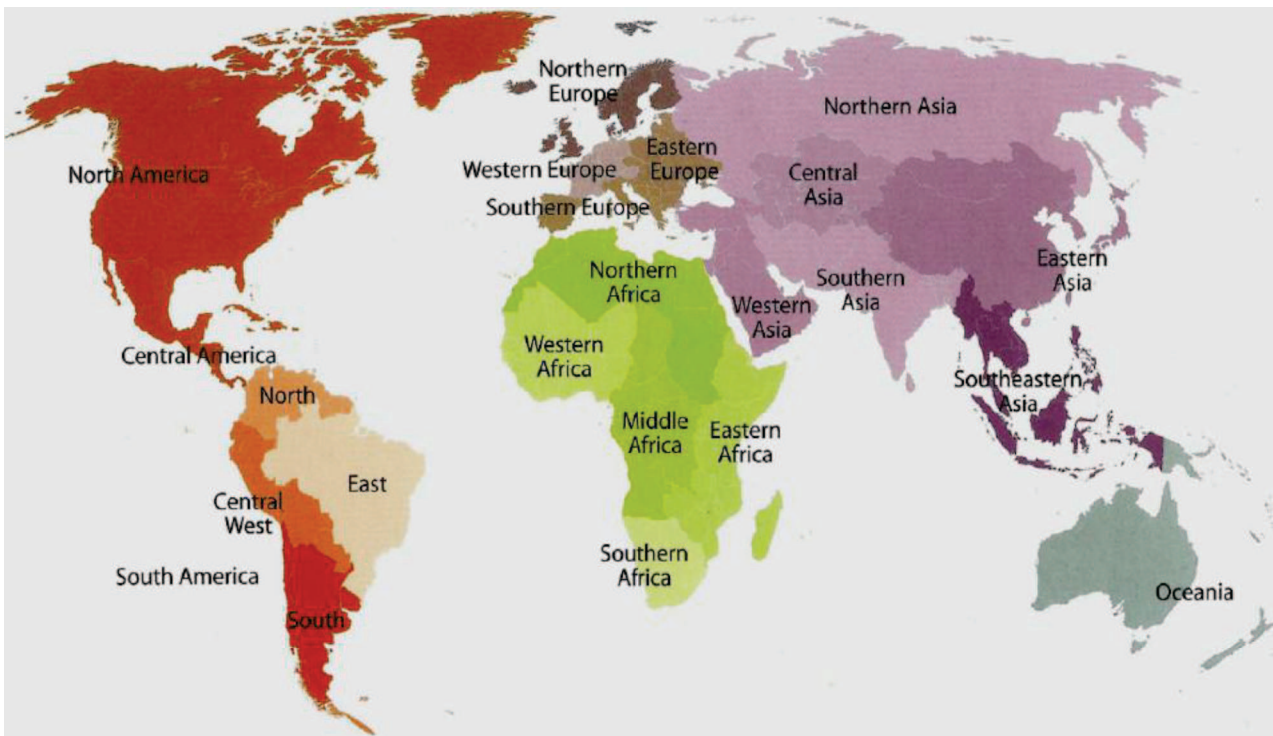 Northern
Europe
Northern Asia
North America
Western Europe
Eastern
Europe
Central
Asia
Southern Europe
Northern
Africa
Southern
Asia
Eastern
Asia
Western
Asia
Central America
Western
Africa
North
Southeastern
Asia
Middle
Africa
Eastern
Africa
East
Central
West
South America
Southern
Africa
Oceania
South